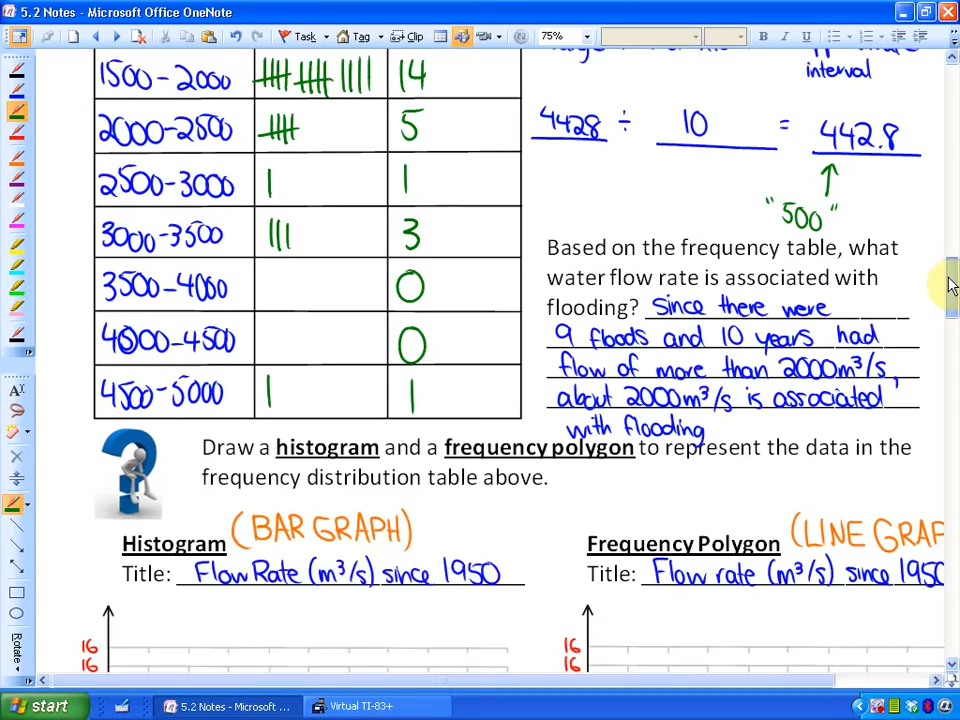 5.2 Notes - Microsoft Office OneNote
Task
Tag
Clip
75%
B I U
interval
1500-2000 14
2000-2500 5
2500-3000 1
3000-3500 3
3500-4000 0
4000-4500 0
4500-5000 1
4428 ÷ 10 = 442.8
"500"
Based on the frequency table, what
water flow rate is associated with
flooding? since there were
9 floods and 10 years had
flow of more than 2000m³/s,
about 2000m³/s is associated
with flooding
Draw a histogram and a frequency polygon to represent the data in the
frequency distribution table above.
Histogram (BAR GRAPH)
Title: Flow Rate (m³/s) since 1950
16
16
Frequency Polygon (LINE GRAP
Title: Flow rate (m³/s) since 1950
16
16
A
Rotate
start
5.2 Notes - Microsoft ...
Virtual TI-83+